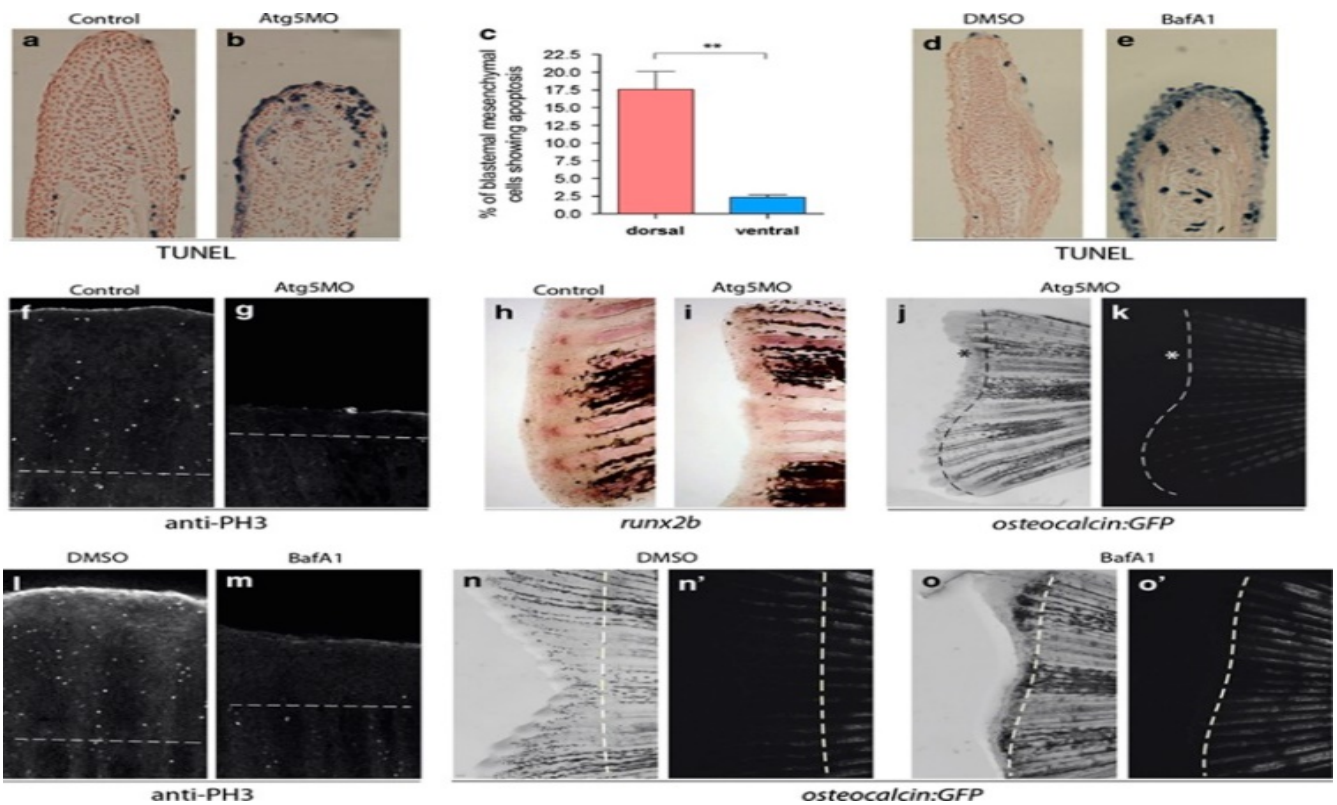 Control
Atg5MO
a
b
TUNEL
c
% of blastemal mesenchymal
cells showing apoptosis
22.5
20.0
17.5
15.0
12.5
10.0
7.5
5.0
2.5
0.0
**
dorsal
ventral
DMSO
BafA1
d
e
TUNEL
Control
Atg5MO
f
g
anti-PH3
Control
Atg5MO
h
i
runx2b
Atg5MO
j
*
k
*
osteocalcin:GFP
DMSO
BafA1
l
m
anti-PH3
DMSO
BafA1
n
n'
o
o'
osteocalcin:GFP